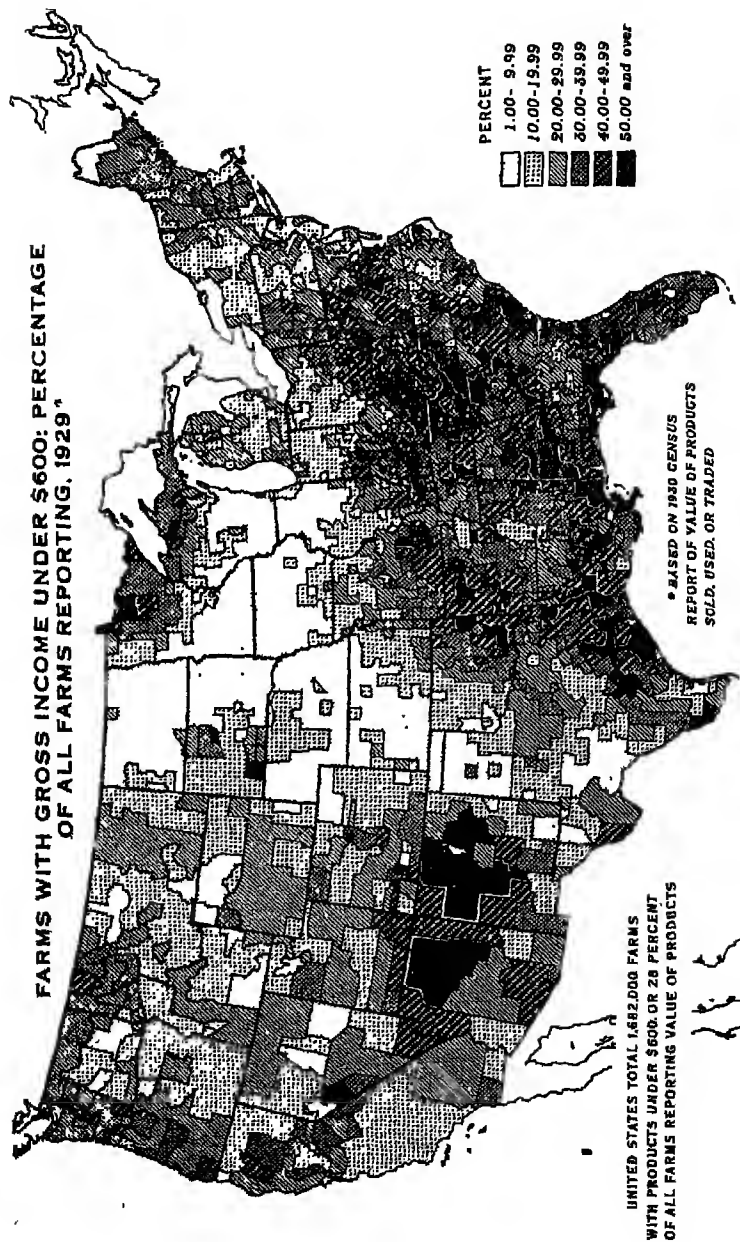 FARMS WITH GROSS INCOME UNDER $600: PERCENTAGE
OF ALL FARMS REPORTING, 1929*
PERCENT
1.00- 9.99
10.00-19.99
20.00-29.99
30.00-39.99
40.00-49.99
50.00 and over
* BASED ON 1930 CENSUS
REPORT OF VALUE OF PRODUCTS
SOLD, USED, OR TRADED
UNITED STATES TOTAL 1,682,000 FARMS
WITH PRODUCTS UNDER $600, OR 28 PERCENT
OF ALL FARMS REPORTING VALUE OF PRODUCTS